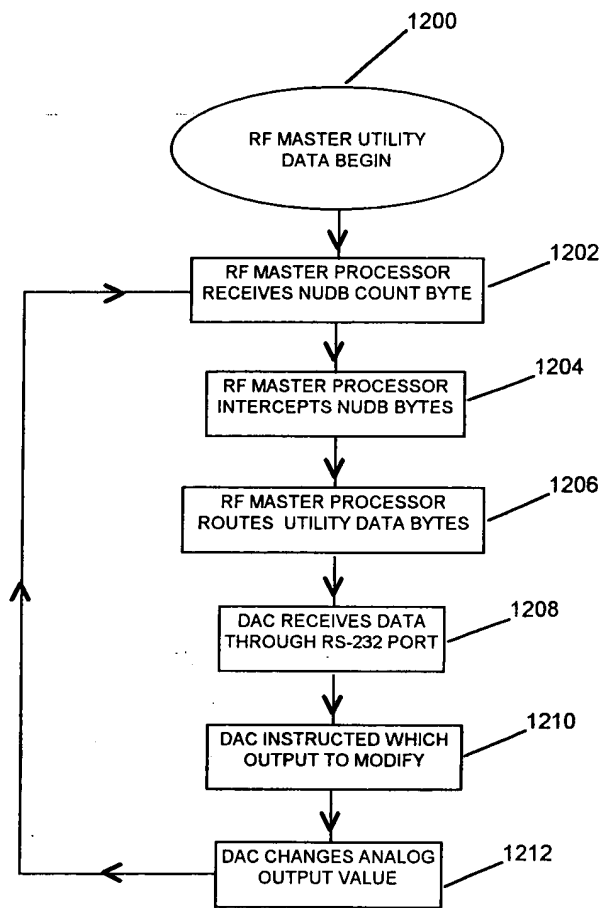 1200
RF MASTER UTILITY
DATA BEGIN
1202
RF MASTER PROCESSOR
RECEIVES NUDB COUNT BYTE
1204
RF MASTER PROCESSOR
INTERCEPTS NUDB BYTES
1206
RF MASTER PROCESSOR
ROUTES UTILITY DATA BYTES
1208
DAC RECEIVES DATA
THROUGH RS-232 PORT
1210
DAC INSTRUCTED WHICH
OUTPUT TO MODIFY
1212
DAC CHANGES ANALOG
OUTPUT VALUE